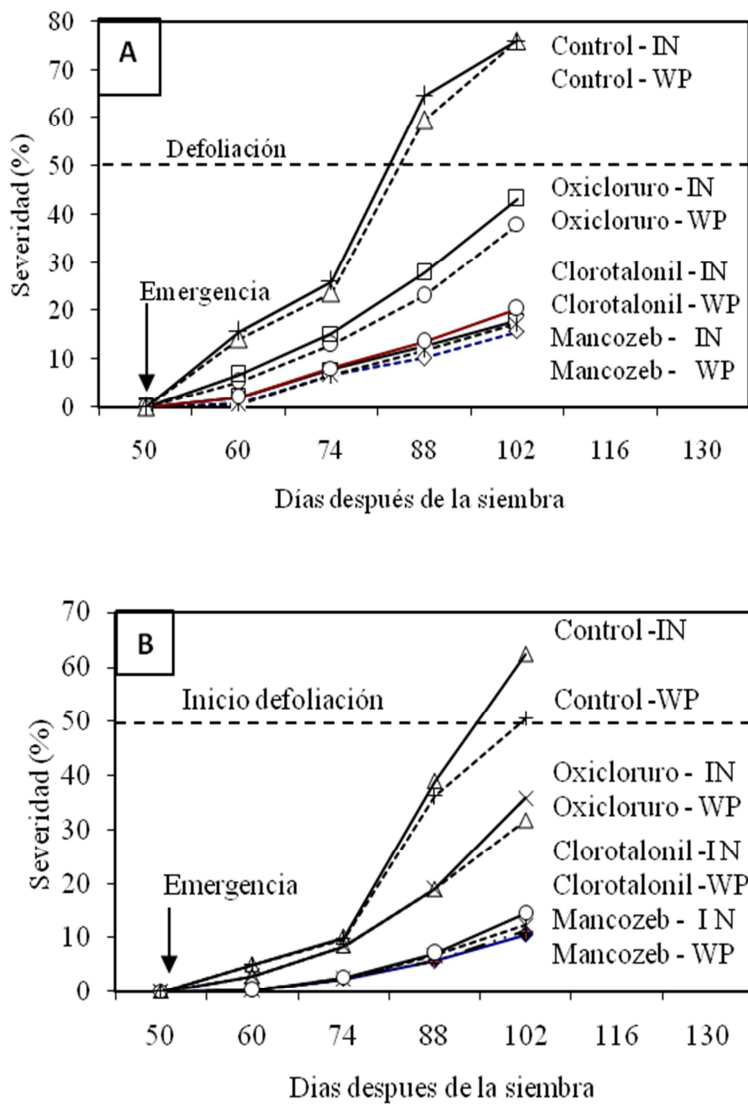 80
70
60
50
40
30
20
10
0
Severidad (%)
A
Control - IN
Control - WP
Defoliación
Oxicloruro - IN
Oxicloruro - WP
Clorotalonil - IN
Clorotalonil - WP
Mancozeb - IN
Mancozeb - WP
Emergencia
50 60 74 88 102 116 130
Días después de la siembra
70
60
50
40
30
20
10
0
Severidad (%)
B
Control -IN
Inicio defoliación
Control -WP
Oxicloruro - IN
Oxicloruro - WP
Clorotalonil -IN
Clorotalonil -WP
Mancozeb - IN
Mancozeb - WP
Emergencia
50 60 74 88 102 116 130
Dias despues de la siembra